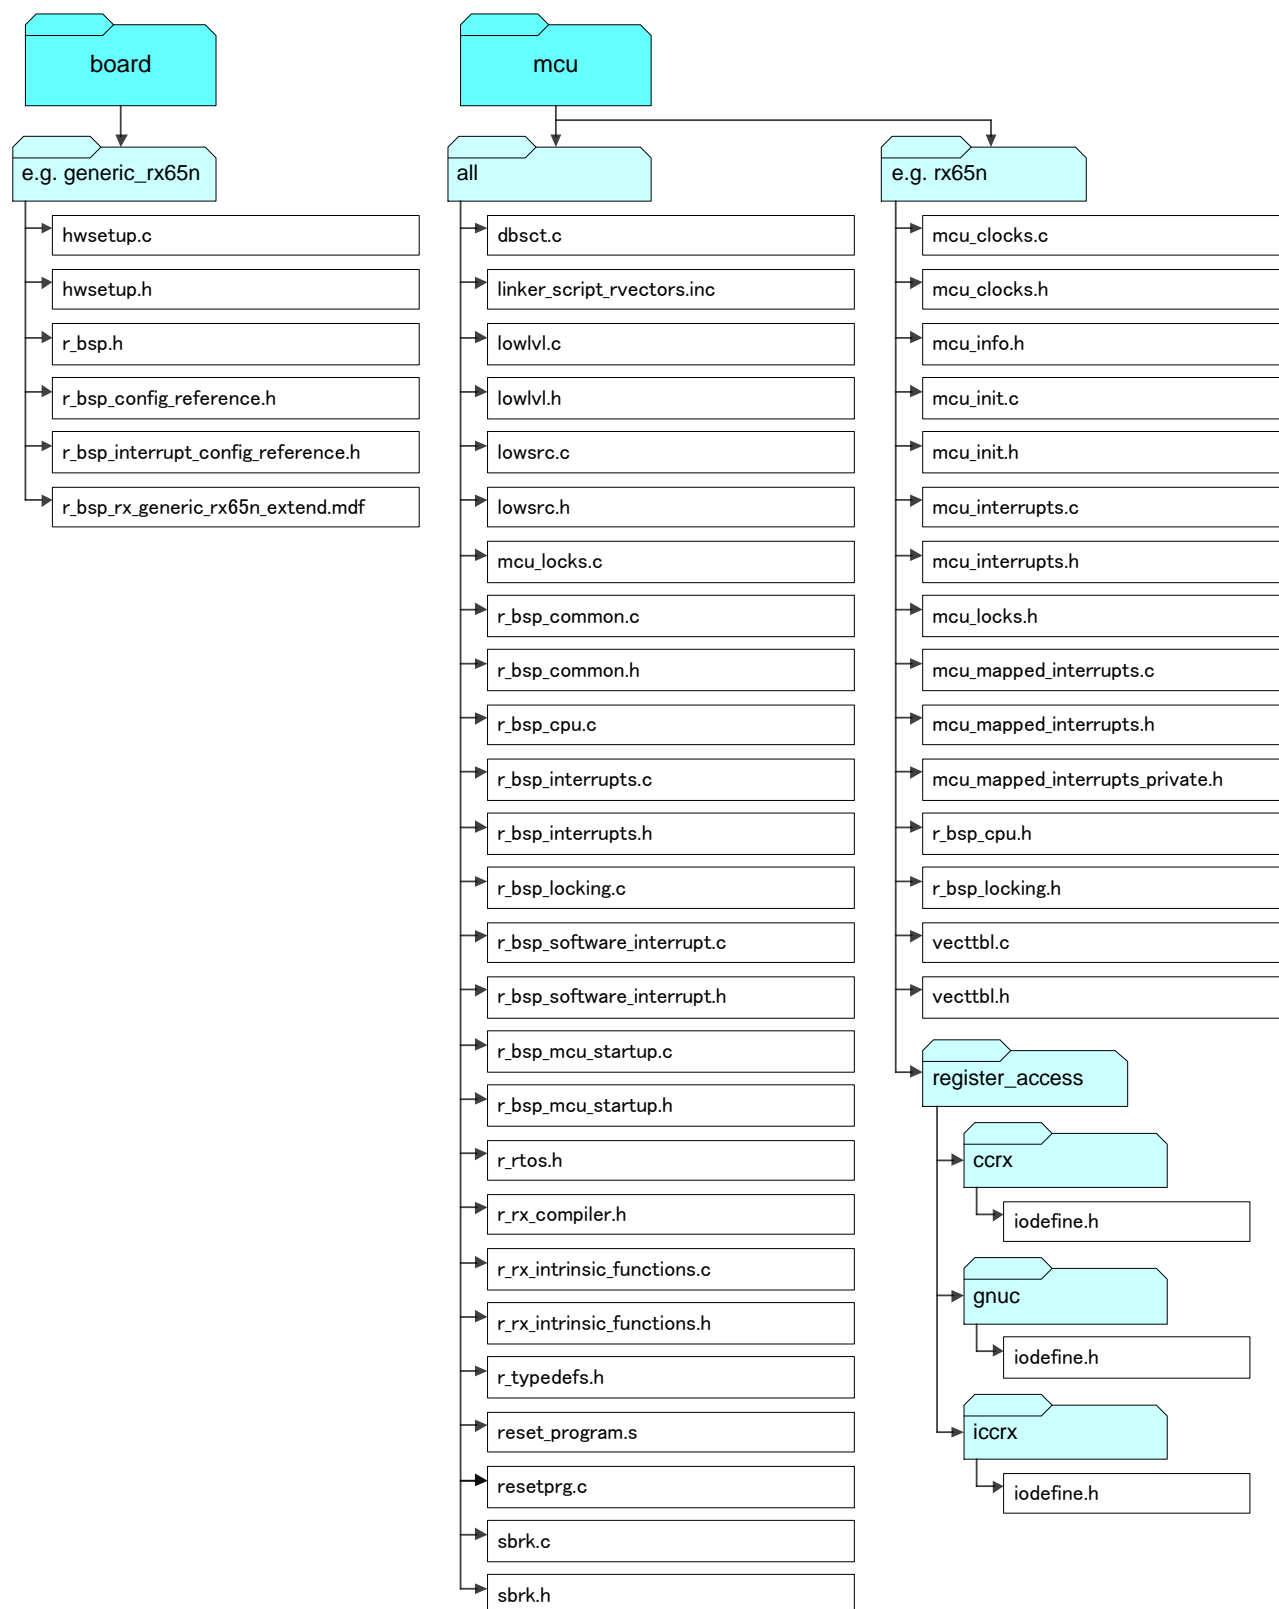 board
e.g. generic_rx65n
hwsetup.c
hwsetup.h
r_bsp.h
r_bsp_config_reference.h
r_bsp_interrupt_config_reference.h
r_bsp_rx_generic_rx65n_extend.mdf
mcu
all
dbsct.c
linker_script_rvectors.inc
lowlvl.c
lowlvl.h
lowsrc.c
lowsrc.h
mcu_locks.c
r_bsp_common.c
r_bsp_common.h
r_bsp_cpu.c
r_bsp_interrupts.c
r_bsp_interrupts.h
r_bsp_locking.c
r_bsp_software_interrupt.c
r_bsp_software_interrupt.h
r_bsp_mcu_startup.c
r_bsp_mcu_startup.h
r_rtos.h
r_rx_compiler.h
r_rx_intrinsic_functions.c
r_rx_intrinsic_functions.h
r_typedefs.h
reset_program.s
resetprg.c
sbrk.c
sbrk.h
e.g. rx65n
mcu_clocks.c
mcu_clocks.h
mcu_info.h
mcu_init.c
mcu_init.h
mcu_interrupts.c
mcu_interrupts.h
mcu_locks.h
mcu_mapped_interrupts.c
mcu_mapped_interrupts.h
mcu_mapped_interrupts_private.h
r_bsp_cpu.h
r_bsp_locking.h
vecttbl.c
vecttbl.h
register_access
ccrx
iodefine.h
gnuc
iodefine.h
iccrx
iodefine.h